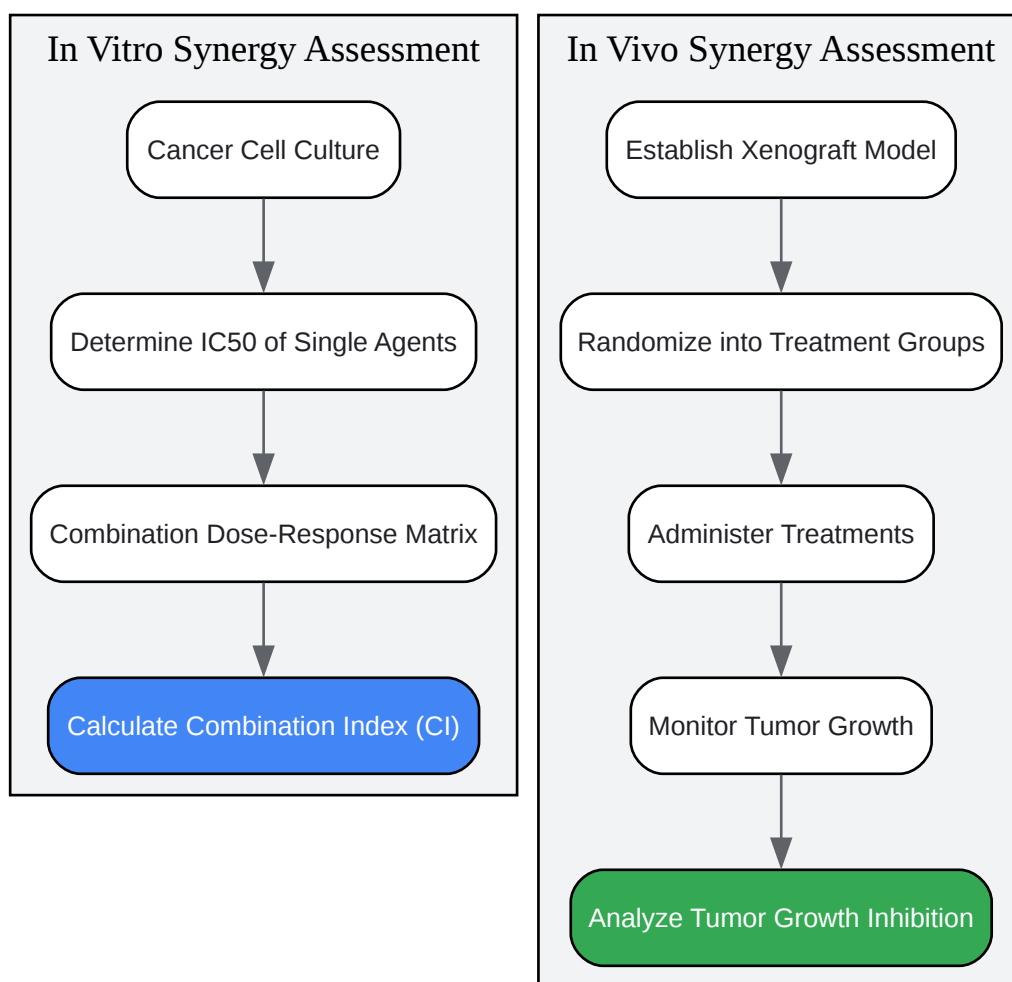 In Vitro Synergy Assessment
Cancer Cell Culture
Determine IC50 of Single Agents
Combination Dose-Response Matrix
Calculate Combination Index (CI)
In Vivo Synergy Assessment
Establish Xenograft Model
Randomize into Treatment Groups
Administer Treatments
Monitor Tumor Growth
Analyze Tumor Growth Inhibition